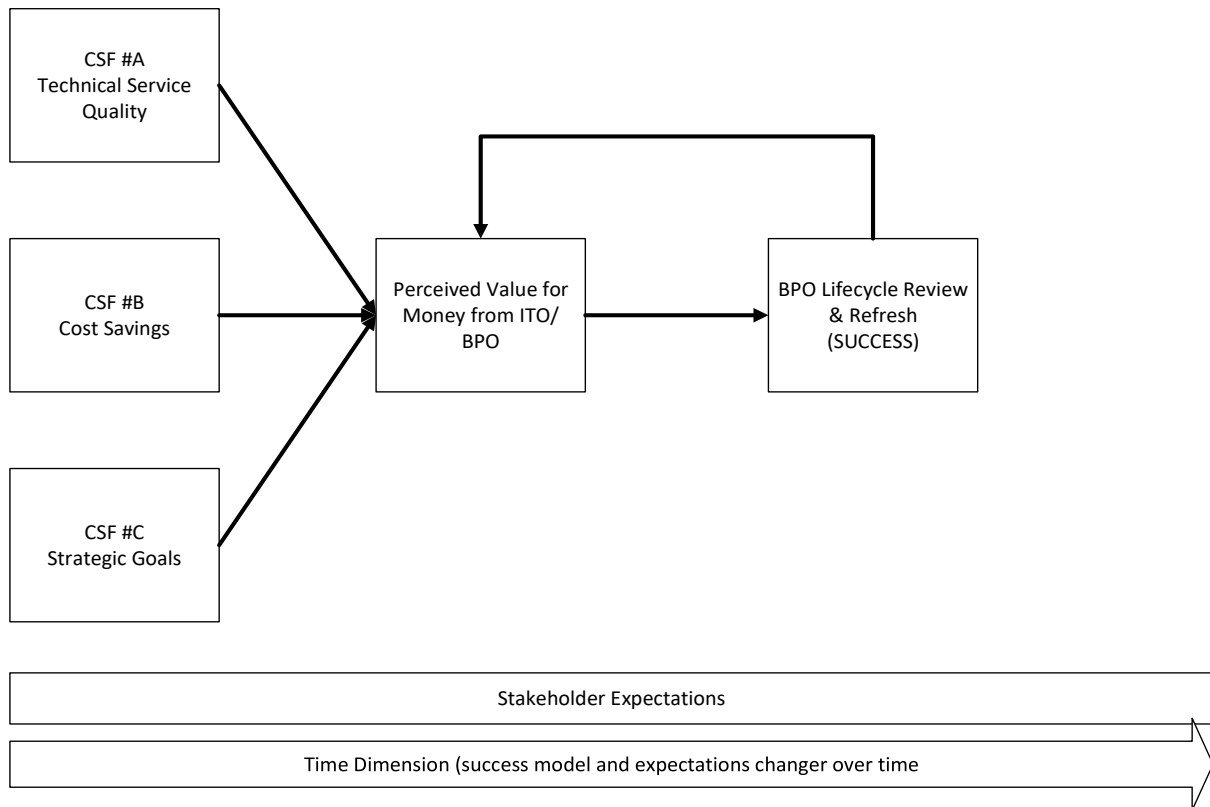 CSF #A
Technical Service
Quality
CSF #B
Cost Savings
CSF #C
Strategic Goals
Perceived Value for
Money from ITO/
BPO
BPO Lifecycle Review
& Refresh
(SUCCESS)
Stakeholder Expectations
Time Dimension (success model and expectations changer over time